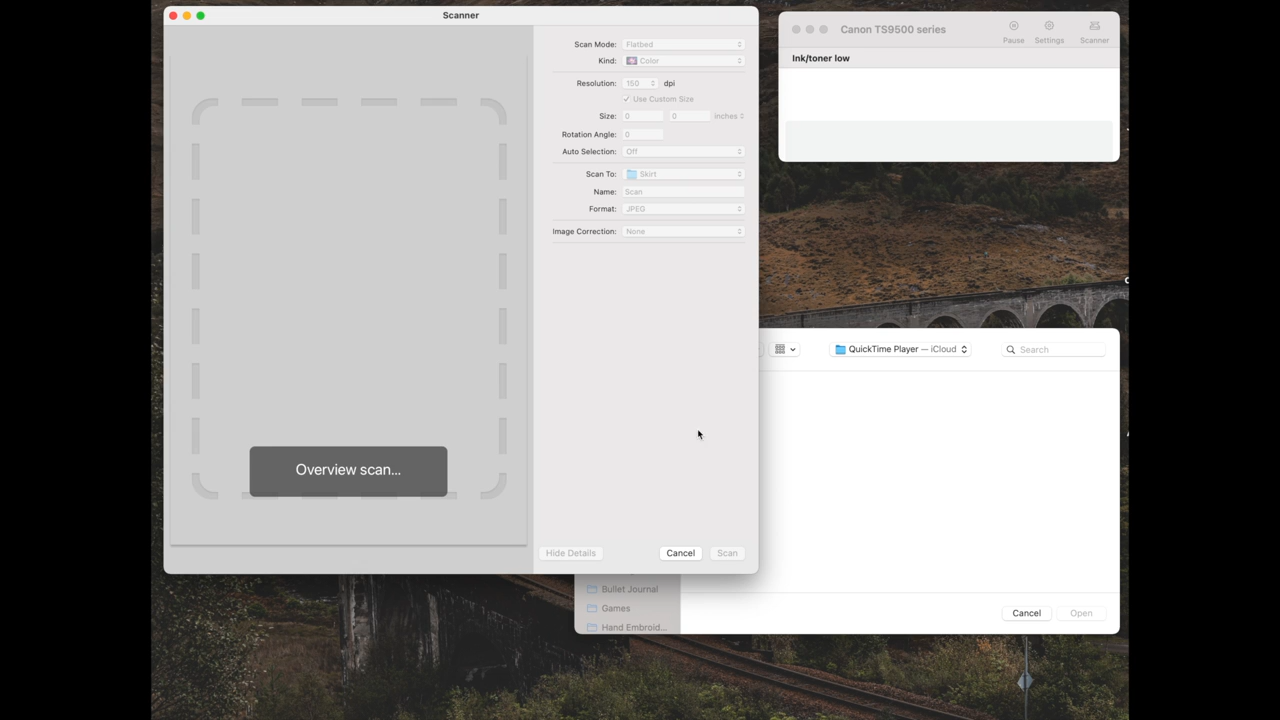 Scanner
Scan Mode: Flatbed
Kind: Color
Resolution: 150 dpi
Use Custom Size
Size: 0 0 inches
Rotation Angle: 0
Auto Selection: Off
Scan To: Skirt
Name: Scan
Format: JPEG
Image Correction: None
Overview scan...
Hide Details Cancel Scan
Canon TS9500 series
Pause Settings Scanner
Ink/toner low
QuickTime Player — iCloud Search
Bullet Journal
Games
Hand Embroid...
Cancel Open